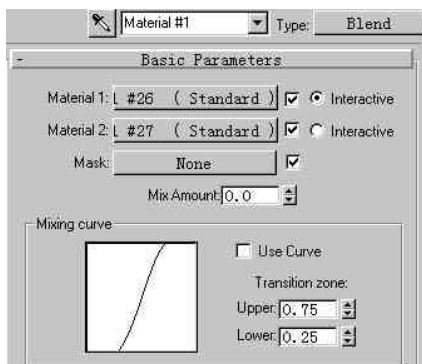 Material #1 Type: Blend
- Basic Parameters
Material 1: l #26 ( Standard ) Interactive
Material 2: l #27 ( Standard ) Interactive
Mask: None
Mix Amount: 0.0
Mixing curve
Use Curve
Transition zone:
Upper: 0.75
Lower: 0.25